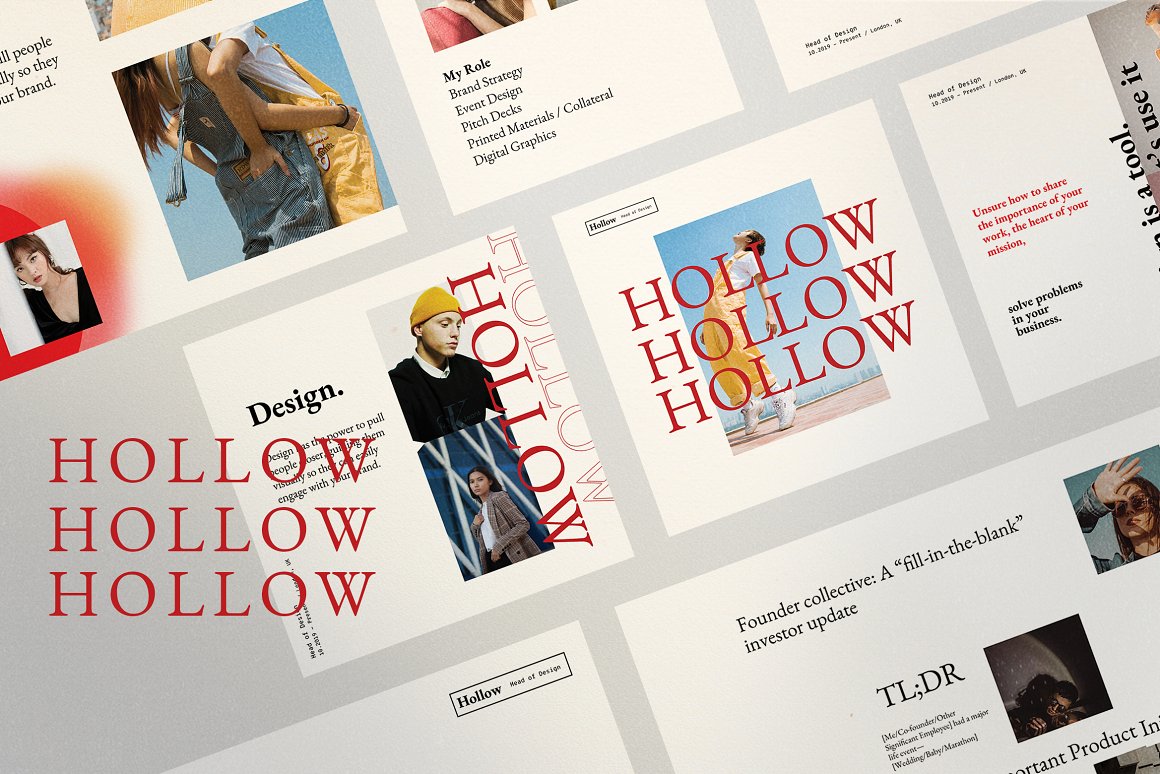 ll people
lly so they
our brand.
My Role
Brand Strategy
Event Design
Pitch Decks
Printed Materials / Collateral
Digital Graphics
Head of Design
10.2019 – Present / London, UK
Head of Design
10.2019 – Present / London, UK
is a tool.
's use it
Unsure how to share
the importance of your
work, the heart of your
mission,
solve problems
in your
business.
Hollow Head of Design
HOLLOW
HOLLOW
HOLLOW
Design.
Design has the power to pull
people closer, guiding them
visually so they can easily
engage with your brand.
HOLLOW
HOLLOW
Head of Design
10.2019 – Present
UK
HOLLOW
HOLLOW
HOLLOW
Hollow Head of Design
Founder collective: A “fill-in-the-blank”
investor update
TL;DR
[Me/Co-founder/Other
Significant Employee] had a major
life event—
[Wedding/Baby/Marathon]
ortant Product Ini